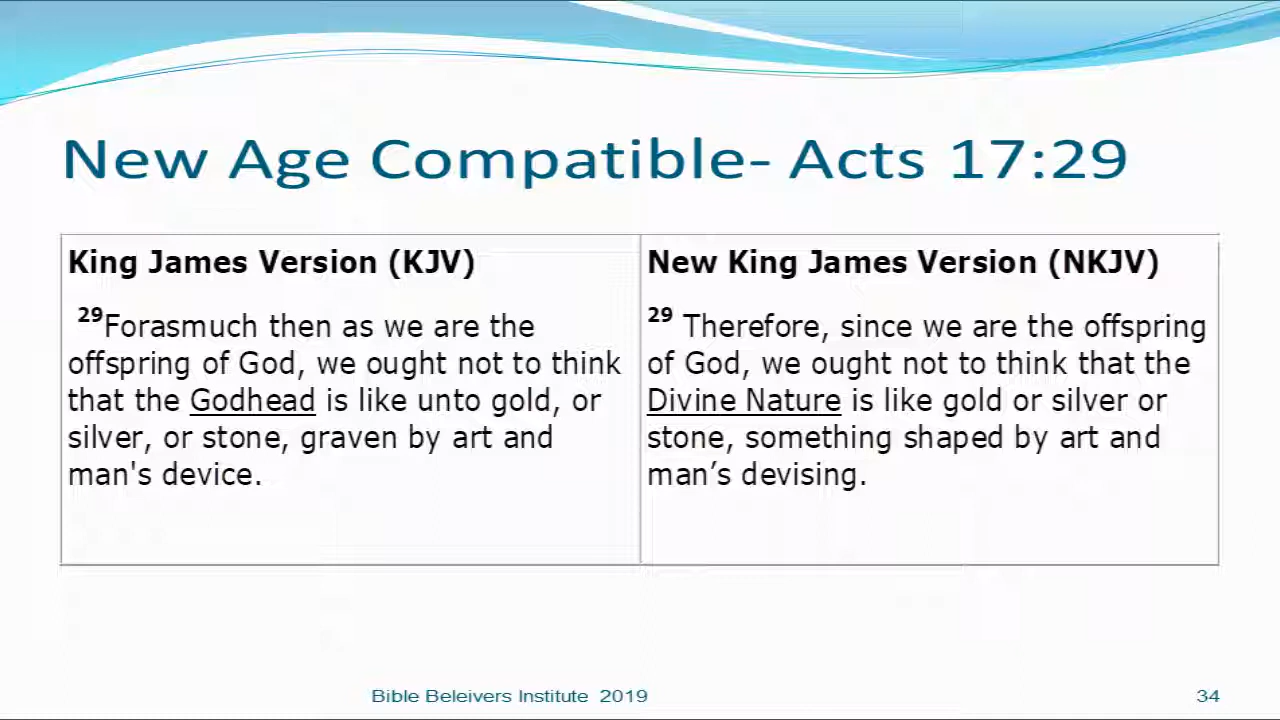 New Age Compatible- Acts 17:29
King James Version (KJV)
29Forasmuch then as we are the
offspring of God, we ought not to think
that the Godhead is like unto gold, or
silver, or stone, graven by art and
man's device.
New King James Version (NKJV)
29 Therefore, since we are the offspring
of God, we ought not to think that the
Divine Nature is like gold or silver or
stone, something shaped by art and
man’s devising.
Bible Beleivers Institute 2019
34